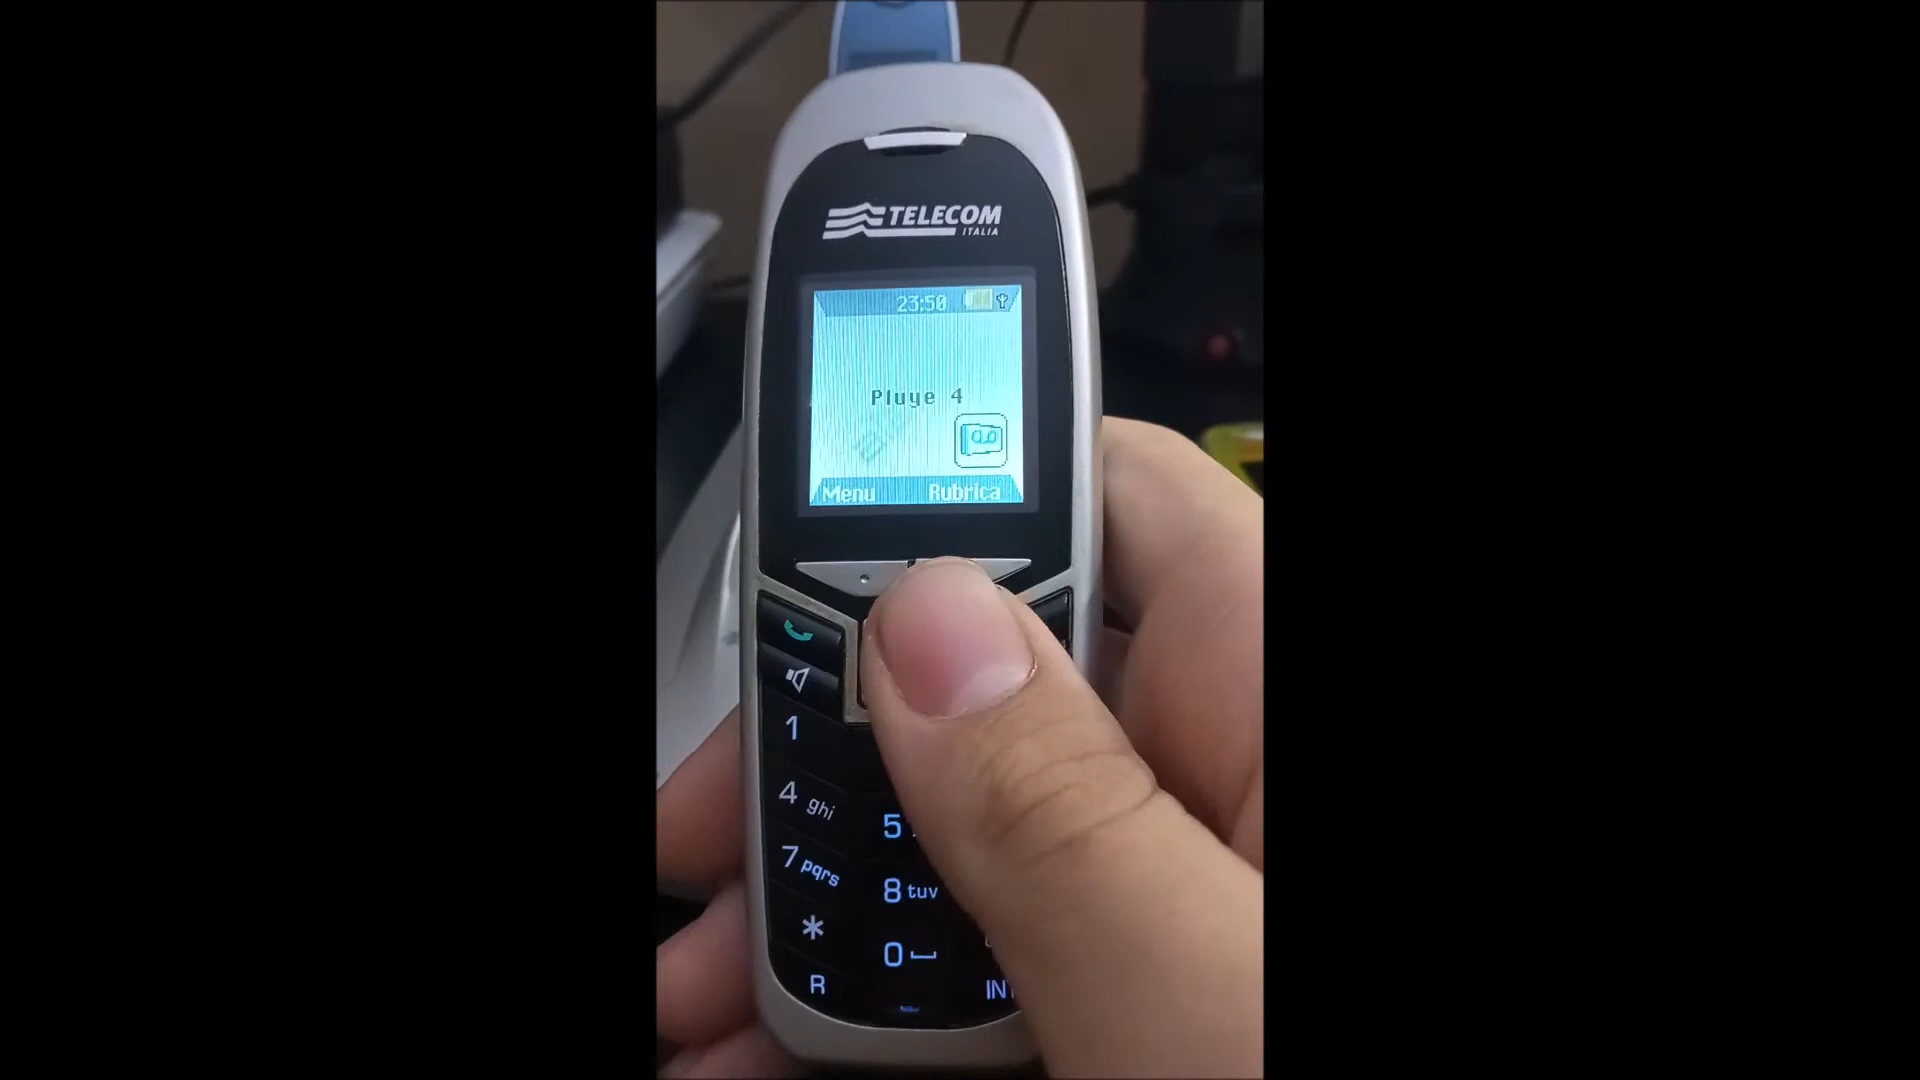 TELECOM
ITALIA
23:50
Pluye 4
Menu Rubrica
1
4 ghi
5
7 pqrs
8 tuv
*
0
R